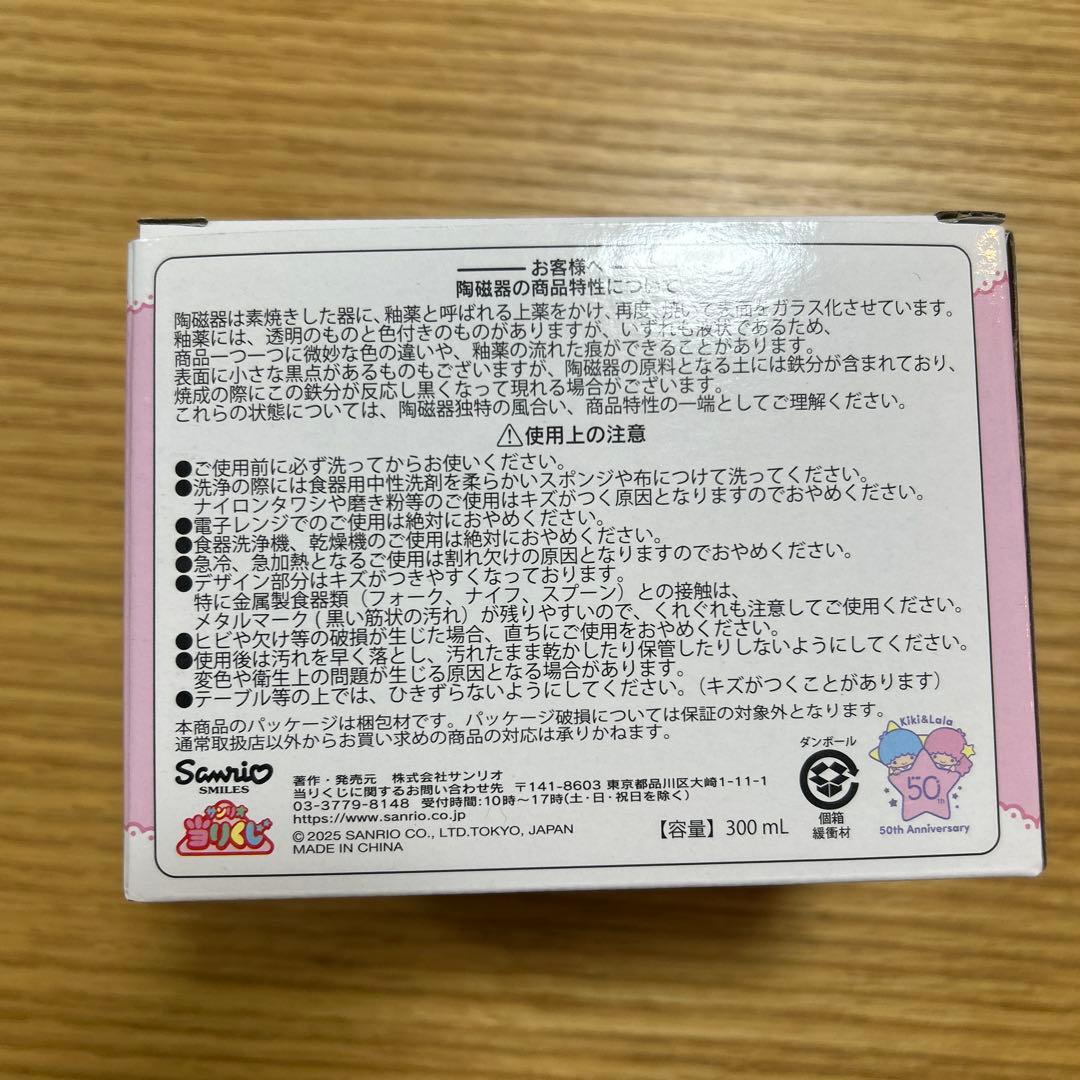 お客様へ
陶磁器の商品特性について
陶磁器は素焼きした器に、釉薬と呼ばれる上薬をかけ、再度、焼いて表面をガラス化させています。
釉薬には、透明のものと色付きのものがありますが、いずれも液状であるため、
商品一つ一つに微妙な色の違いや、釉薬の流れた痕ができることがあります。
表面に小さな黒点があるものもございますが、陶磁器の原料となる土には鉄分が含まれており、
焼成の際にこの鉄分が反応し黒くなって現れる場合がございます。
これらの状態については、陶磁器独特の風合い、商品特性の一端としてご理解ください。
⚠使用上の注意
●ご使用前に必ず洗ってからお使いください。
●洗浄の際には食器用中性洗剤を柔らかいスポンジや布につけて洗ってください。
ナイロンタワシや磨き粉等のご使用はキズがつく原因となりますのでおやめください。
●電子レンジでのご使用は絶対におやめください。
●食器洗浄機、乾燥機のご使用は絶対におやめください。
●急冷、急加熱となるご使用は割れ欠けの原因となりますのでおやめください。
●デザイン部分はキズがつきやすくなっております。
特に金属製食器類（フォーク、ナイフ、スプーン）との接触は、
メタルマーク(黒い筋状の汚れ)が残りやすいので、くれぐれも注意してご使用ください。
●ヒビや欠け等の破損が生じた場合、直ちにご使用をおやめください。
●使用後は汚れを早く落とし、汚れたまま乾かしたり保管したりしないようにしてください。
変色や衛生上の問題が生じる原因となる場合があります。
●テーブル等の上では、ひきずらないようにしてください。（キズがつくことがあります）
本商品のパッケージは梱包材です。パッケージ破損については保証の対象外となります。
通常取扱店以外からお買い求めの商品の対応は承りかねます。
Sanrio
SMILES
サンリオ
当りくじ
著作・発売元 株式会社サンリオ
当りくじに関するお問い合わせ先 〒141-8603 東京都品川区大崎1-11-1
03-3779-8148 受付時間:10時〜17時(土・日・祝日を除く)
https://www.sanrio.co.jp
©2025 SANRIO CO., LTD.TOKYO, JAPAN
MADE IN CHINA
【容量】300 mL
ダンボール
個箱
緩衝材
Kiki&Lala
50th
50th Anniversary